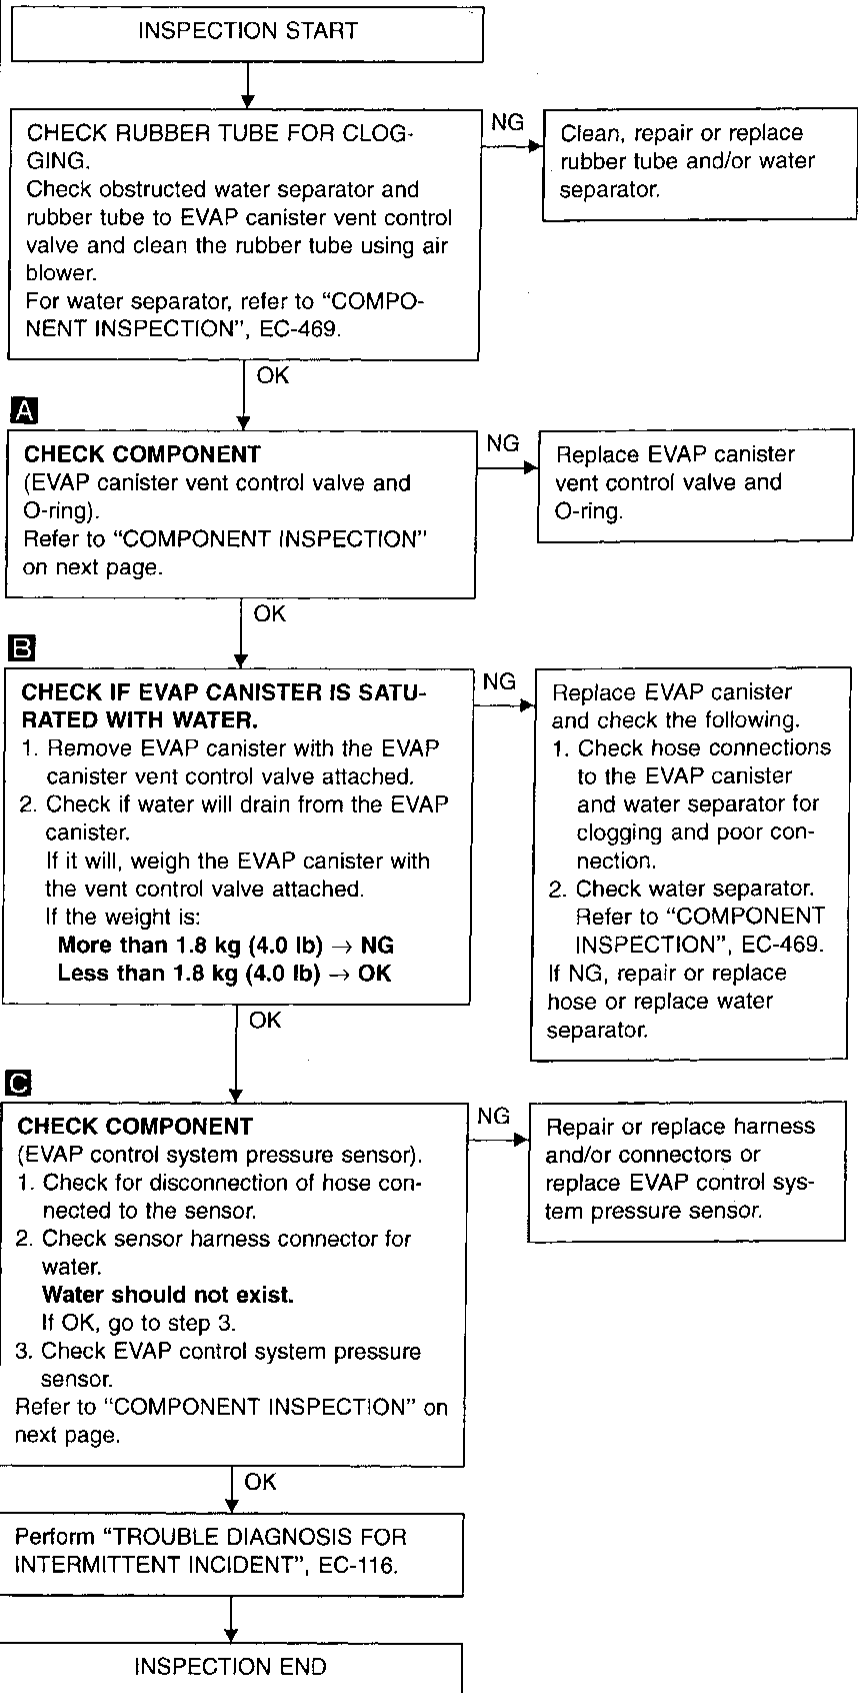 INSPECTION START
CHECK RUBBER TUBE FOR CLOG-
GING.
Check obstructed water separator and
rubber tube to EVAP canister vent control
valve and clean the rubber tube using air
blower.
For water separator, refer to “COMPO-
NENT INSPECTION”, EC-469.
NG
Clean, repair or replace
rubber tube and/or water
separator.
OK
A
CHECK COMPONENT
(EVAP canister vent control valve and
O-ring).
Refer to “COMPONENT INSPECTION”
on next page.
NG
Replace EVAP canister
vent control valve and
O-ring.
OK
B
CHECK IF EVAP CANISTER IS SATU-
RATED WITH WATER.
1. Remove EVAP canister with the EVAP
canister vent control valve attached.
2. Check if water will drain from the EVAP
canister.
If it will, weigh the EVAP canister with
the vent control valve attached.
If the weight is:
More than 1.8 kg (4.0 lb) → NG
Less than 1.8 kg (4.0 lb) → OK
NG
Replace EVAP canister
and check the following.
1. Check hose connections
to the EVAP canister
and water separator for
clogging and poor con-
nection.
2. Check water separator.
Refer to “COMPONENT
INSPECTION”, EC-469.
If NG, repair or replace
hose or replace water
separator.
OK
C
CHECK COMPONENT
(EVAP control system pressure sensor).
1. Check for disconnection of hose con-
nected to the sensor.
2. Check sensor harness connector for
water.
Water should not exist.
If OK, go to step 3.
3. Check EVAP control system pressure
sensor.
Refer to “COMPONENT INSPECTION” on
next page.
NG
Repair or replace harness
and/or connectors or
replace EVAP control sys-
tem pressure sensor.
OK
Perform “TROUBLE DIAGNOSIS FOR
INTERMITTENT INCIDENT”, EC-116.
INSPECTION END